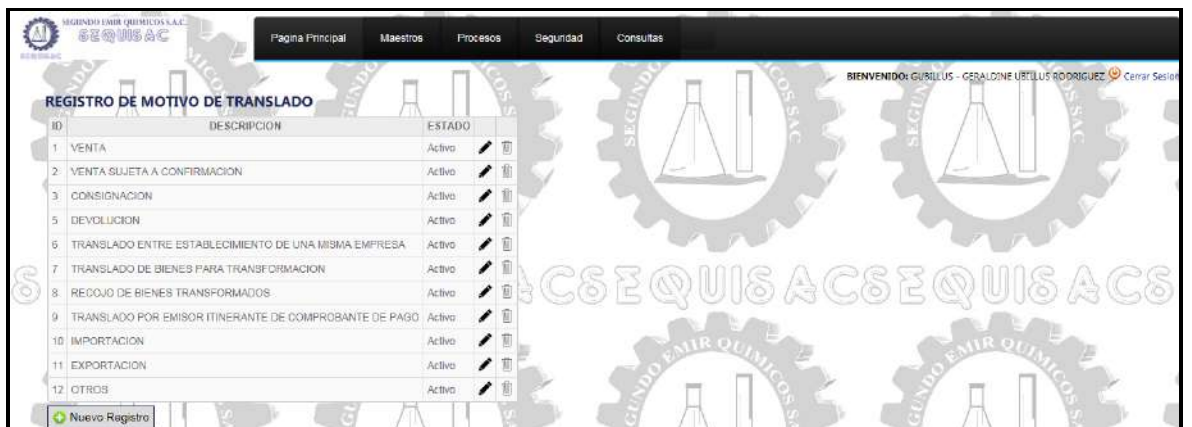 SEGUNDO EMIR QUIMICOS S.A.C.
SEQUISAC
SEQUISAC
Pagina Principal Maestros Procesos Seguridad Consultas
BIENVENIDO: GUBILLUS - GERALDINE UBILLUS RODRIGUEZ Cerrar Sesion
REGISTRO DE MOTIVO DE TRANSLADO
ID DESCRIPCION ESTADO
1 VENTA Activo
2 VENTA SUJETA A CONFIRMACION Activo
3 CONSIGNACION Activo
5 DEVOLUCION Activo
6 TRANSLADO ENTRE ESTABLECIMIENTO DE UNA MISMA EMPRESA Activo
7 TRANSLADO DE BIENES PARA TRANSFORMACION Activo
8 RECOJO DE BIENES TRANSFORMADOS Activo
9 TRANSLADO POR EMISOR ITINERANTE DE COMPROBANTE DE PAGO Activo
10 IMPORTACION Activo
11 EXPORTACION Activo
12 OTROS Activo
Nuevo Registro